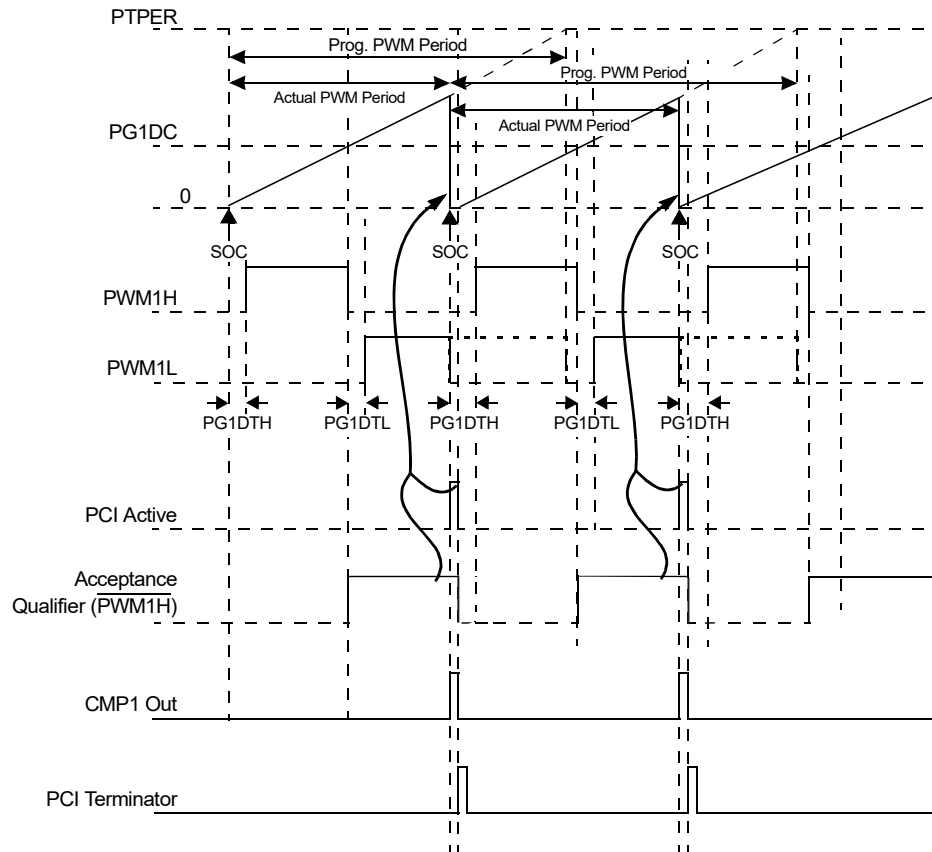 PTPER
Prog. PWM Period
Prog. PWM Period
Actual PWM Period
Actual PWM Period
PG1DC
0
SOC
SOC
SOC
PWM1H
PWM1L
PG1DTH
PG1DTL
PG1DTH
PG1DTL
PG1DTH
PCI Active
Acceptance
Qualifier (PWM1H)
CMP1 Out
PCI Terminator